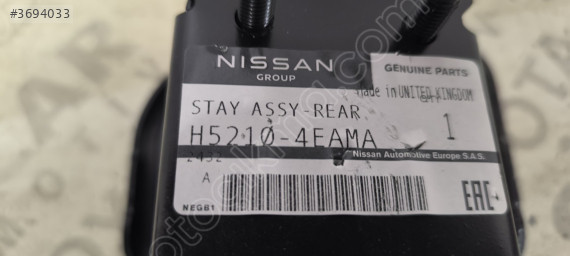 #3694033
NISSAN
GROUP
GENUINE PARTS
Made in UNITED KINGDOM
STAY ASSY-REAR
H5210-4EAMA
1
Nissan Automotive Europe S.A.S.
2432
A
NEGB1
EAC